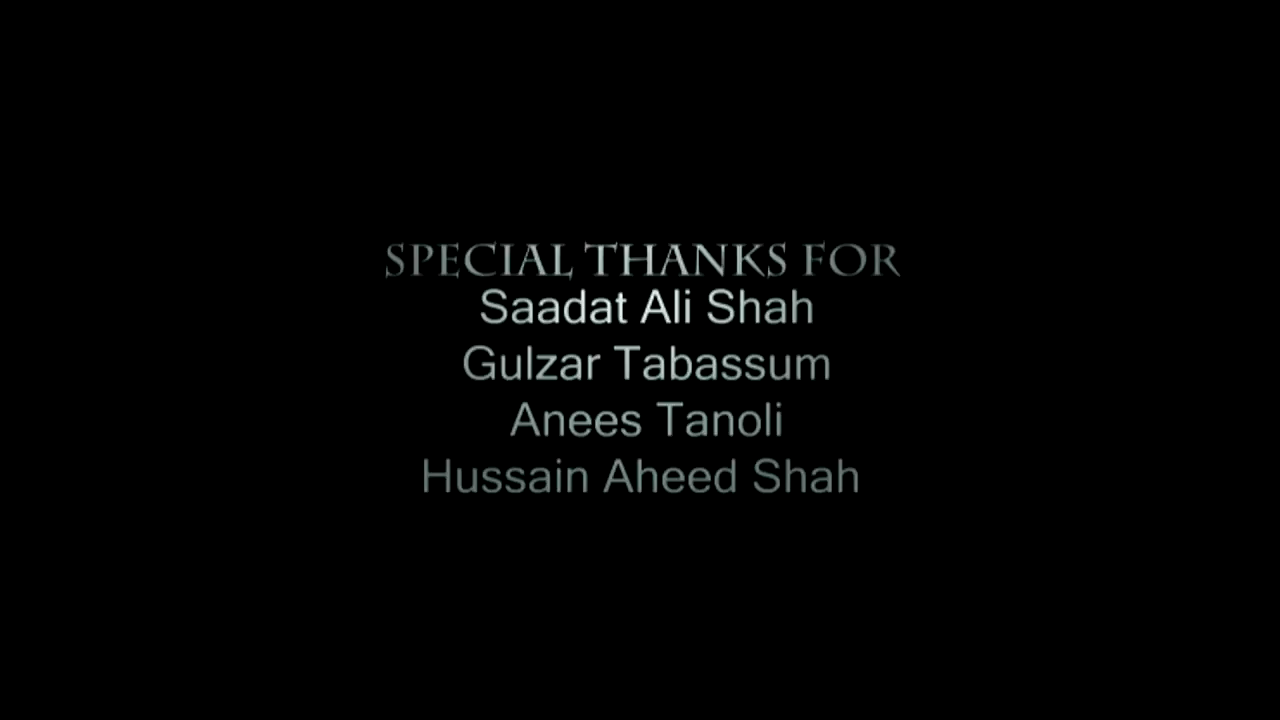 SPECIAL THANKS FOR
Saadat Ali Shah
Gulzar Tabassum
Anees Tanoli
Hussain Aheed Shah